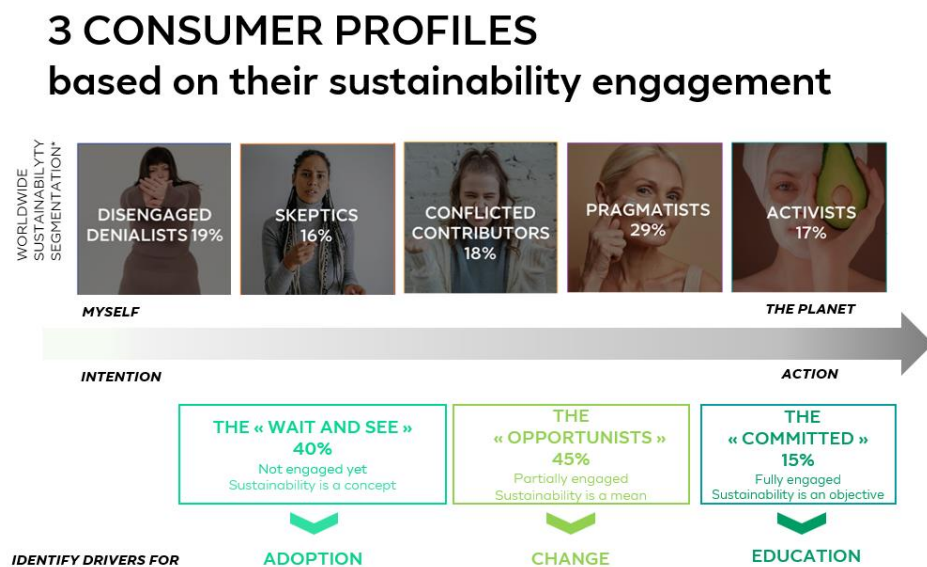 3 CONSUMER PROFILES
based on their sustainability engagement
WORLDWIDE
SUSTAINABILYTY
SEGMENTATION*
DISENGAGED
DENIALISTS 19%
SKEPTICS
16%
CONFLICTED
CONTRIBUTORS
18%
PRAGMATISTS
29%
ACTIVISTS
17%
MYSELF
THE PLANET
INTENTION
ACTION
THE « WAIT AND SEE »
40%
Not engaged yet
Sustainability is a concept
THE
« OPPORTUNISTS »
45%
Partially engaged
Sustainability is a mean
THE
« COMMITTED »
15%
Fully engaged
Sustainability is an objective
IDENTIFY DRIVERS FOR
ADOPTION
CHANGE
EDUCATION